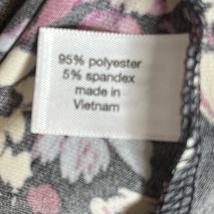 95% polyester
5% spandex
made in
Vietnam